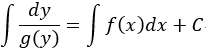 ∫ dy/g(y) = ∫ f(x)dx + C